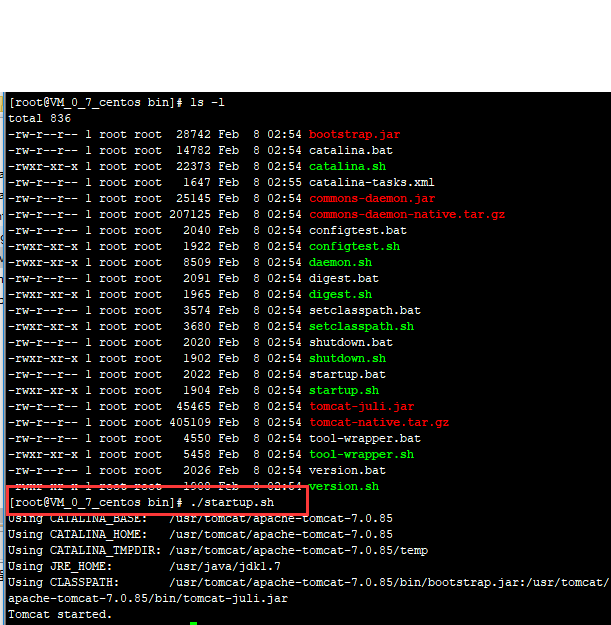 [root@VM_0_7_centos bin]# ls -l
total 836
-rw-r--r-- 1 root root  28742 Feb  8 02:54 bootstrap.jar
-rw-r--r-- 1 root root  14782 Feb  8 02:54 catalina.bat
-rwxr-xr-x 1 root root  22373 Feb  8 02:54 catalina.sh
-rw-r--r-- 1 root root   1647 Feb  8 02:55 catalina-tasks.xml
-rw-r--r-- 1 root root  25145 Feb  8 02:54 commons-daemon.jar
-rw-r--r-- 1 root root 207125 Feb  8 02:54 commons-daemon-native.tar.gz
-rw-r--r-- 1 root root   2040 Feb  8 02:54 configtest.bat
-rwxr-xr-x 1 root root   1922 Feb  8 02:54 configtest.sh
-rwxr-xr-x 1 root root   8509 Feb  8 02:54 daemon.sh
-rw-r--r-- 1 root root   2091 Feb  8 02:54 digest.bat
-rwxr-xr-x 1 root root   1965 Feb  8 02:54 digest.sh
-rw-r--r-- 1 root root   3574 Feb  8 02:54 setclasspath.bat
-rwxr-xr-x 1 root root   3680 Feb  8 02:54 setclasspath.sh
-rw-r--r-- 1 root root   2020 Feb  8 02:54 shutdown.bat
-rwxr-xr-x 1 root root   1902 Feb  8 02:54 shutdown.sh
-rw-r--r-- 1 root root   2022 Feb  8 02:54 startup.bat
-rwxr-xr-x 1 root root   1904 Feb  8 02:54 startup.sh
-rw-r--r-- 1 root root  45465 Feb  8 02:54 tomcat-juli.jar
-rw-r--r-- 1 root root 405109 Feb  8 02:54 tomcat-native.tar.gz
-rw-r--r-- 1 root root   4550 Feb  8 02:54 tool-wrapper.bat
-rwxr-xr-x 1 root root   5458 Feb  8 02:54 tool-wrapper.sh
-rw-r--r-- 1 root root   2026 Feb  8 02:54 version.bat
-rwxr-xr-x 1 root root Feb  8 02:54 version.sh
[root@VM_0_7_centos bin]# ./startup.sh
Using CATALINA_BASE:   /usr/tomcat/apache-tomcat-7.0.85
Using CATALINA_HOME:   /usr/tomcat/apache-tomcat-7.0.85
Using CATALINA_TMPDIR: /usr/tomcat/apache-tomcat-7.0.85/temp
Using JRE_HOME:        /usr/java/jdk1.7
Using CLASSPATH:       /usr/tomcat/apache-tomcat-7.0.85/bin/bootstrap.jar:/usr/tomcat/
apache-tomcat-7.0.85/bin/tomcat-juli.jar
Tomcat started.